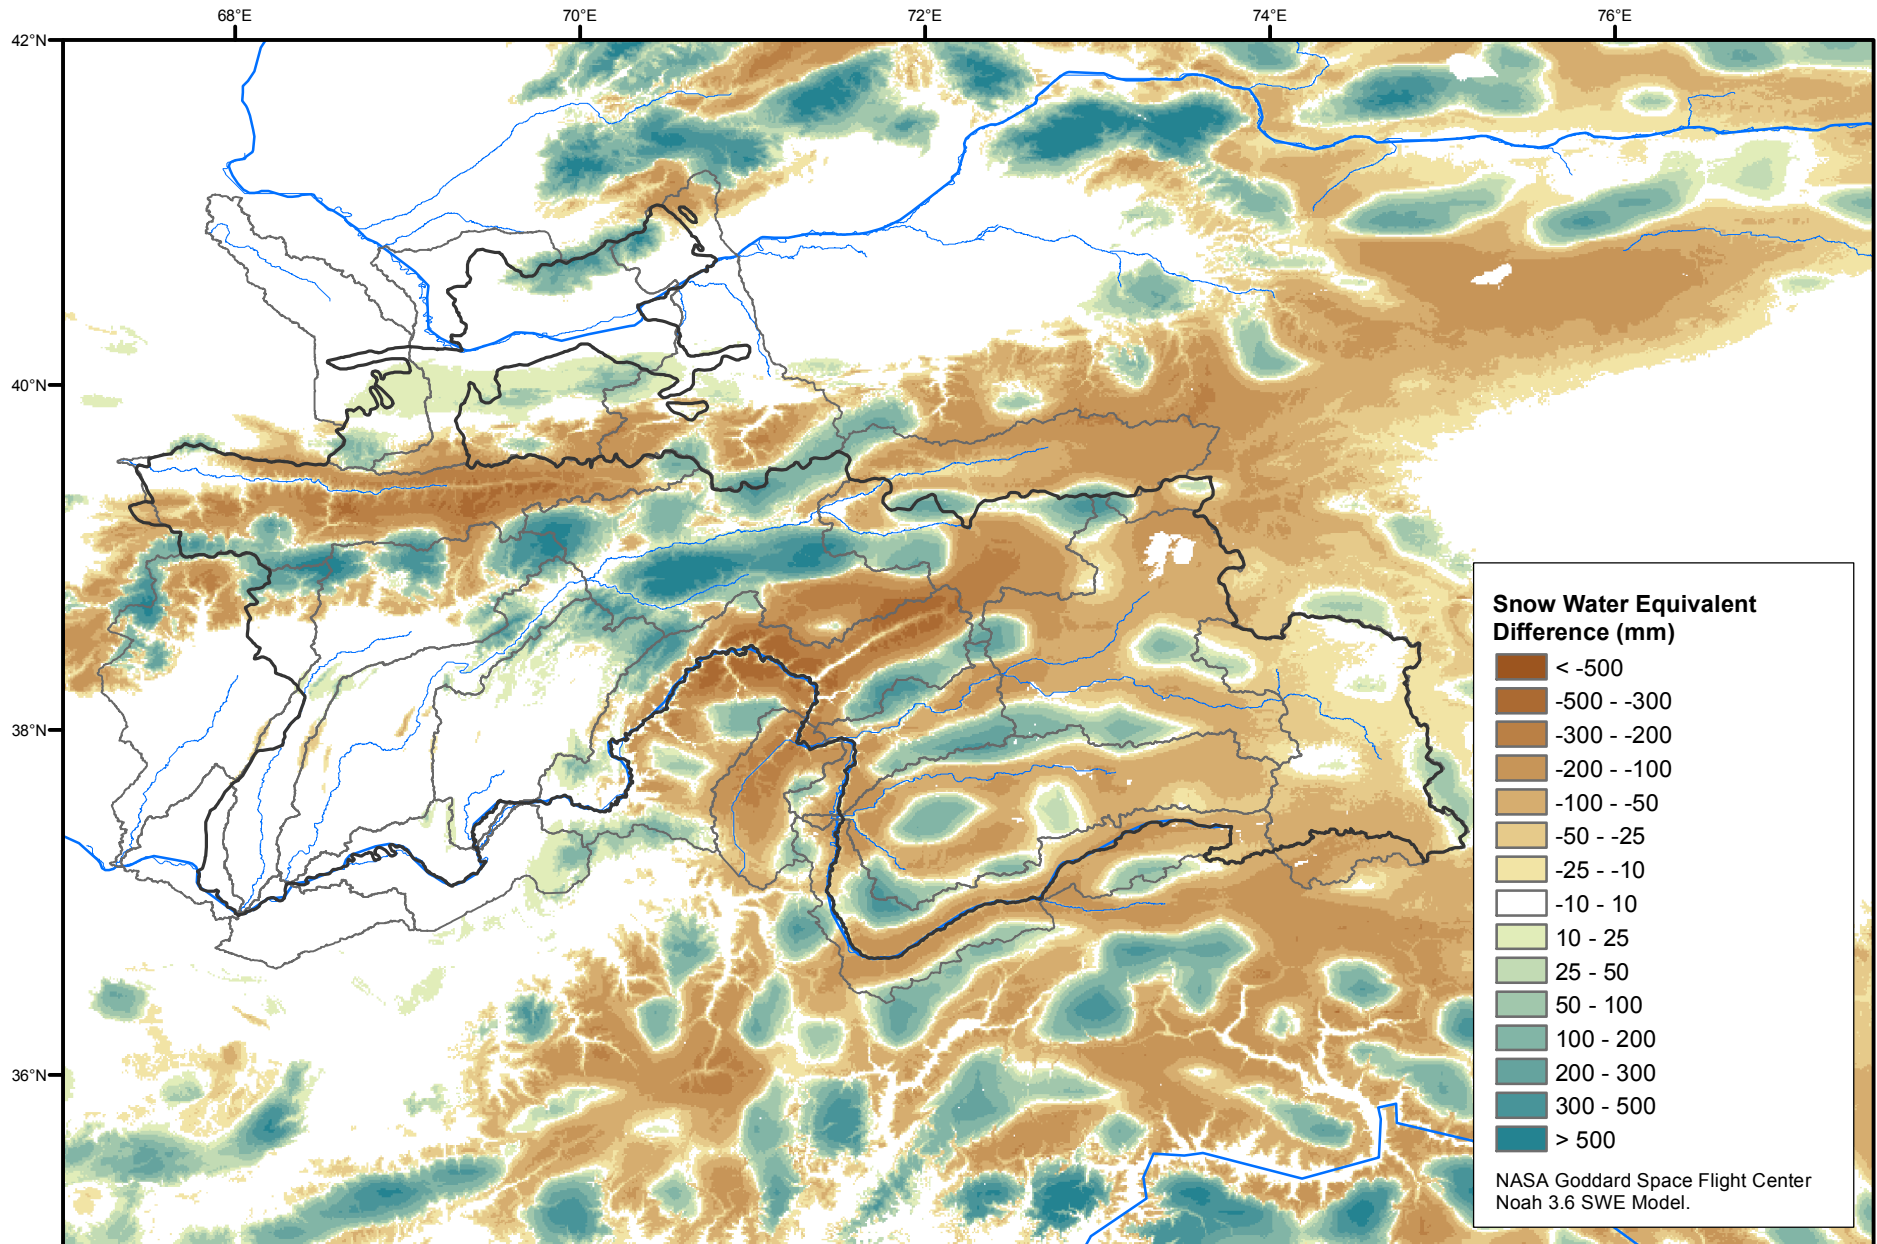 68°E 70°E 72°E 74°E 76°E
42°N
40°N
38°N
36°N
Snow Water Equivalent
Difference (mm)
< -500
-500 - -300
-300 - -200
-200 - -100
-100 - -50
-50 - -25
-25 - -10
-10 - 10
10 - 25
25 - 50
50 - 100
100 - 200
200 - 300
300 - 500
> 500
NASA Goddard Space Flight Center
Noah 3.6 SWE Model.